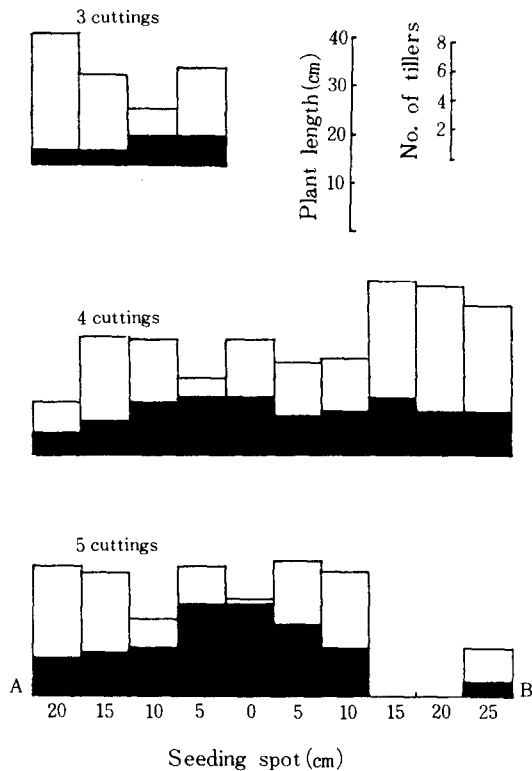 3 cuttings
40
30
20
10
Plant length(cm)
8
6
4
2
No. of tillers
4 cuttings
5 cuttings
A
B
20 15 10 5 0 5 10 15 20 25
Seeding spot(cm)